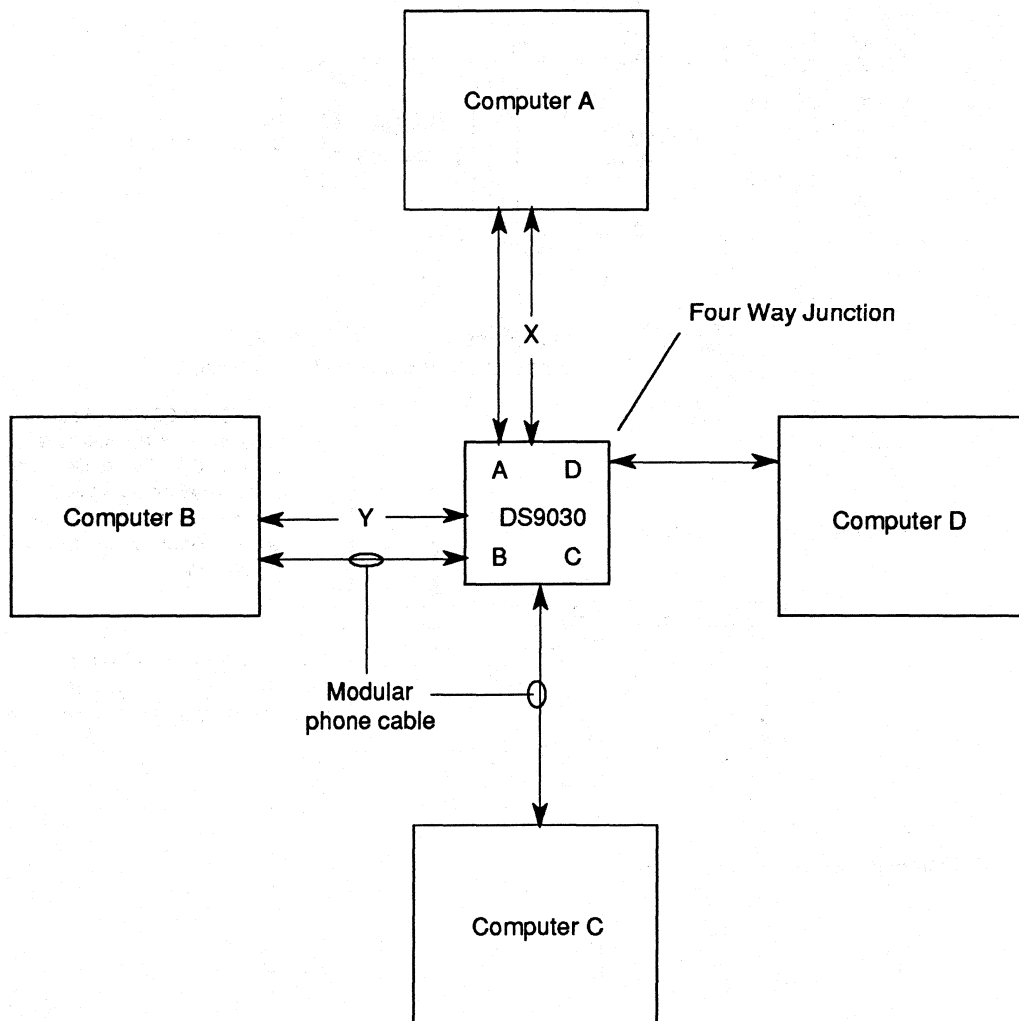 Computer A
Four Way Junction
X
A D
Computer B
Y
DS9030
Computer D
B C
Modular
phone cable
Computer C